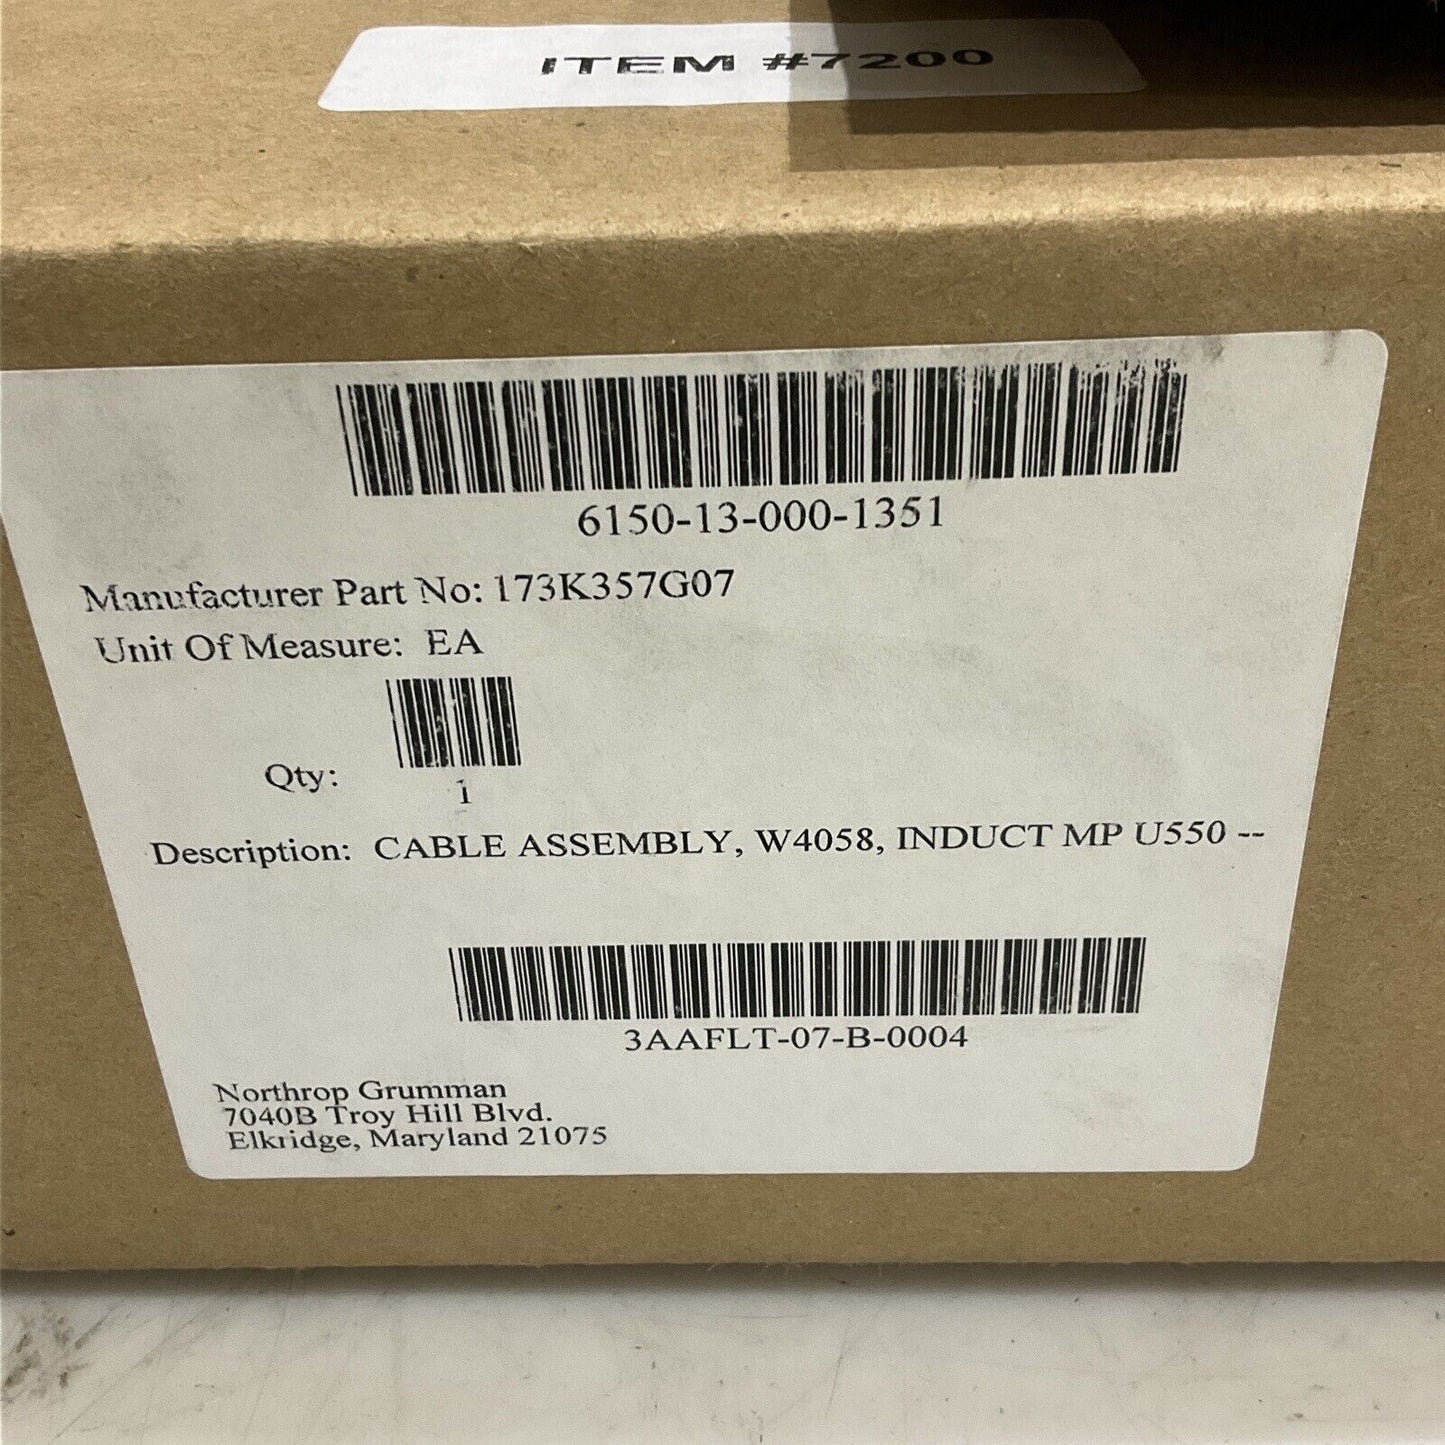 ITEM #7200
6150-13-000-1351
Manufacturer Part No: 173K357G07
Unit Of Measure: EA
Qty:
1
Description: CABLE ASSEMBLY, W4058, INDUCT MP U550 --
3AAFLT-07-B-0004
Northrop Grumman
7040B Troy Hill Blvd.
Elkridge, Maryland 21075